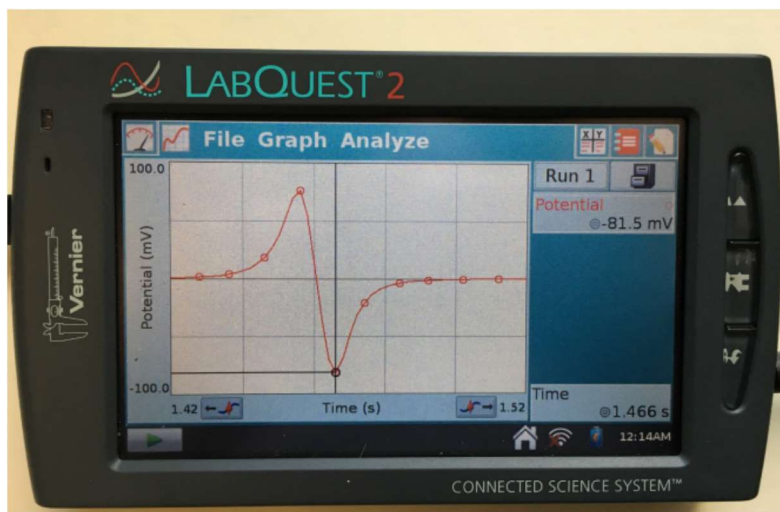 LABQUEST® 2
File Graph Analyze
X Y
100.0
Run 1
Potential
-81.5 mV
Potential (mV)
Vernier
-100.0
1.42
Time (s)
1.52
Time
1.466 s
12:14AM
CONNECTED SCIENCE SYSTEM™